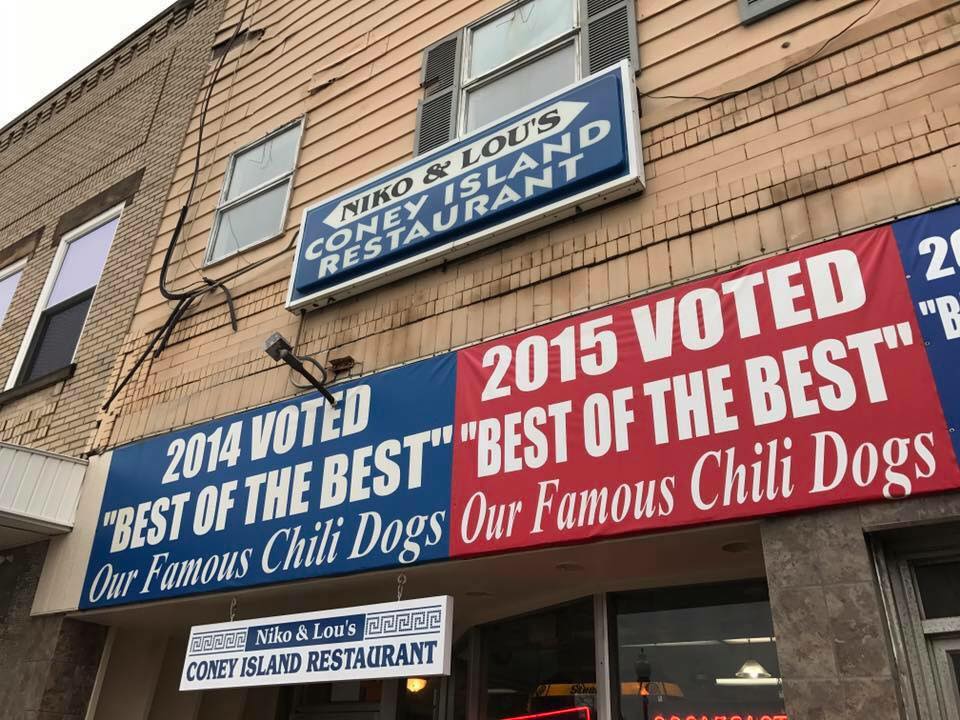 NIKO & LOU'S
CONEY ISLAND
RESTAURANT
2014 VOTED
"BEST OF THE BEST"
Our Famous Chili Dogs
2015 VOTED
"BEST OF THE BEST"
Our Famous Chili Dogs
20
"B
Niko & Lou's
CONEY ISLAND RESTAURANT